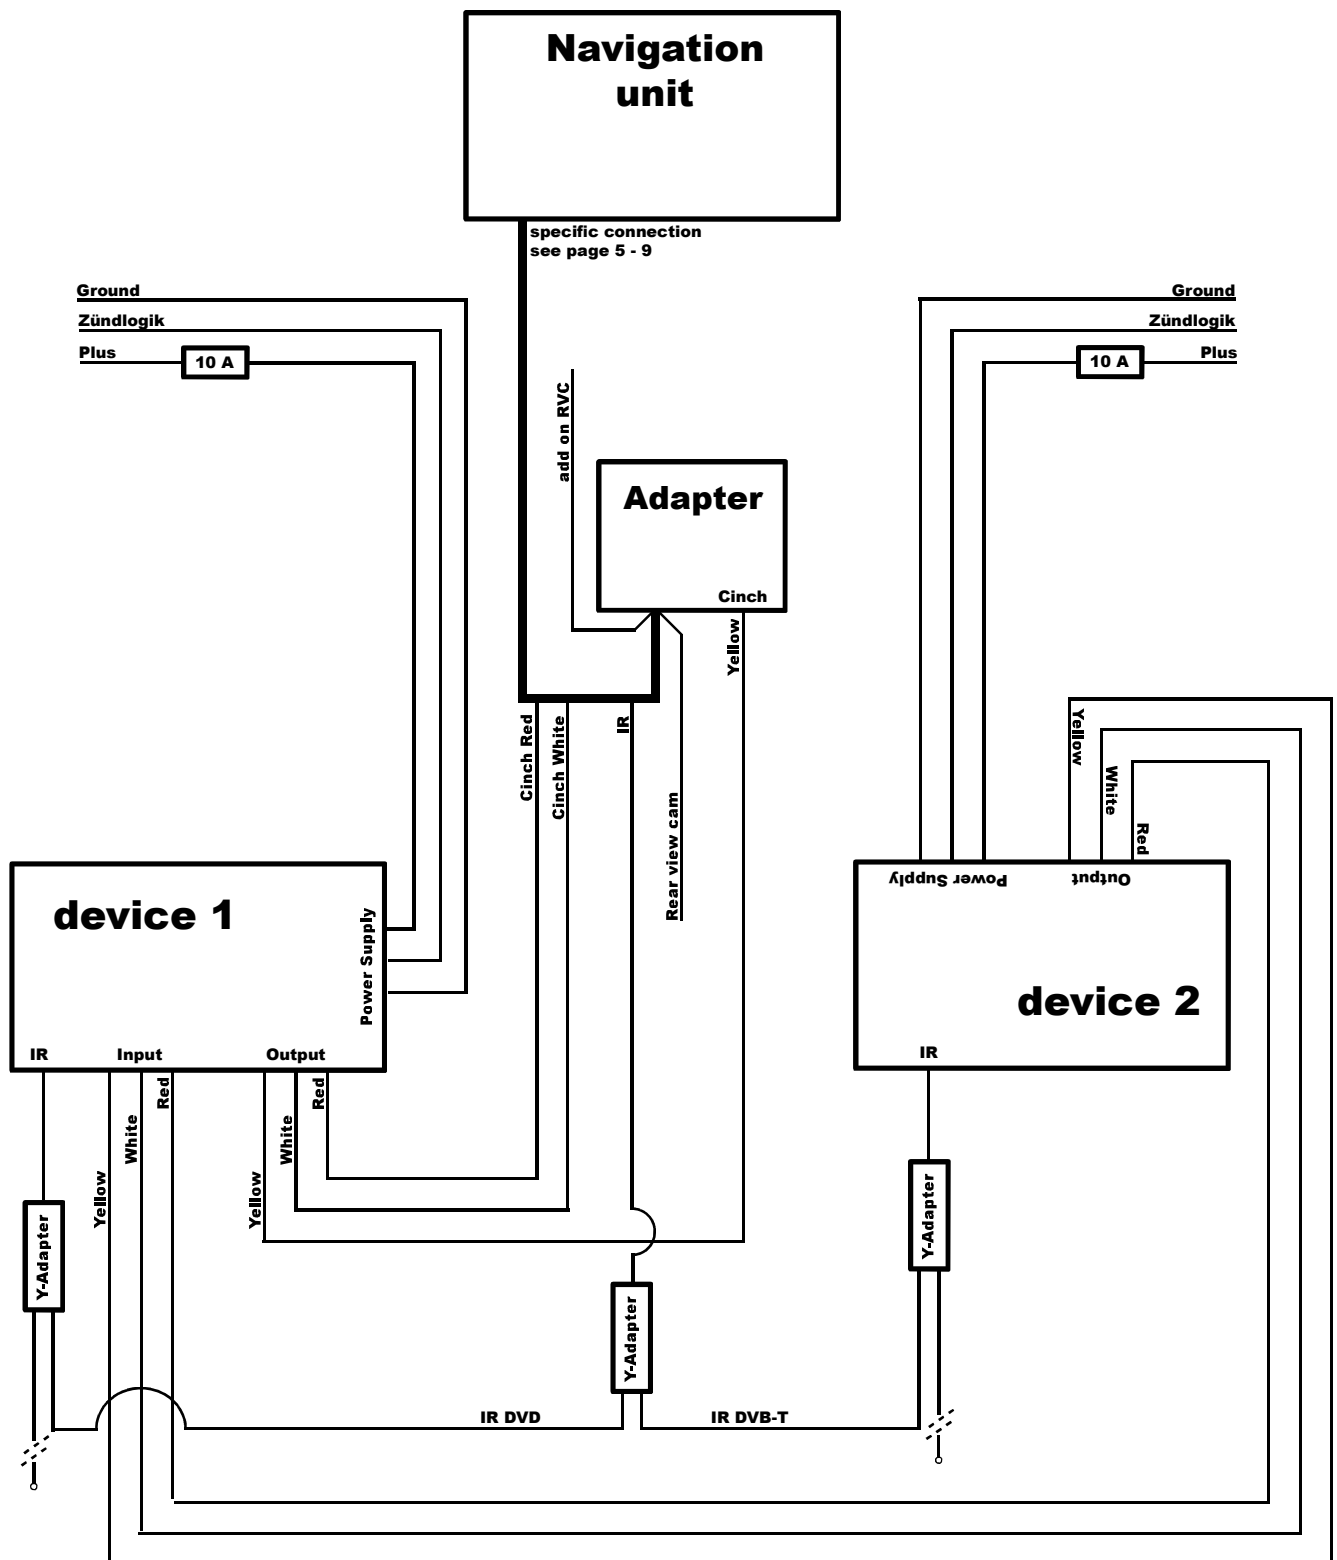 Navigation
unit
specific connection
see page 5 - 9
Ground
Zündlogik
Plus
10 A
Ground
Zündlogik
Plus
10 A
add on RVC
Adapter
Cinch
Yellow
Cinch Red
Cinch White
IR
Rear view cam
Yellow
White
Red
device 1
Power Supply
IR
Input
Output
Power Supply
Output
device 2
IR
Yellow
White
Red
Yellow
White
Red
Y-Adapter
Y-Adapter
Y-Adapter
IR DVD
IR DVB-T